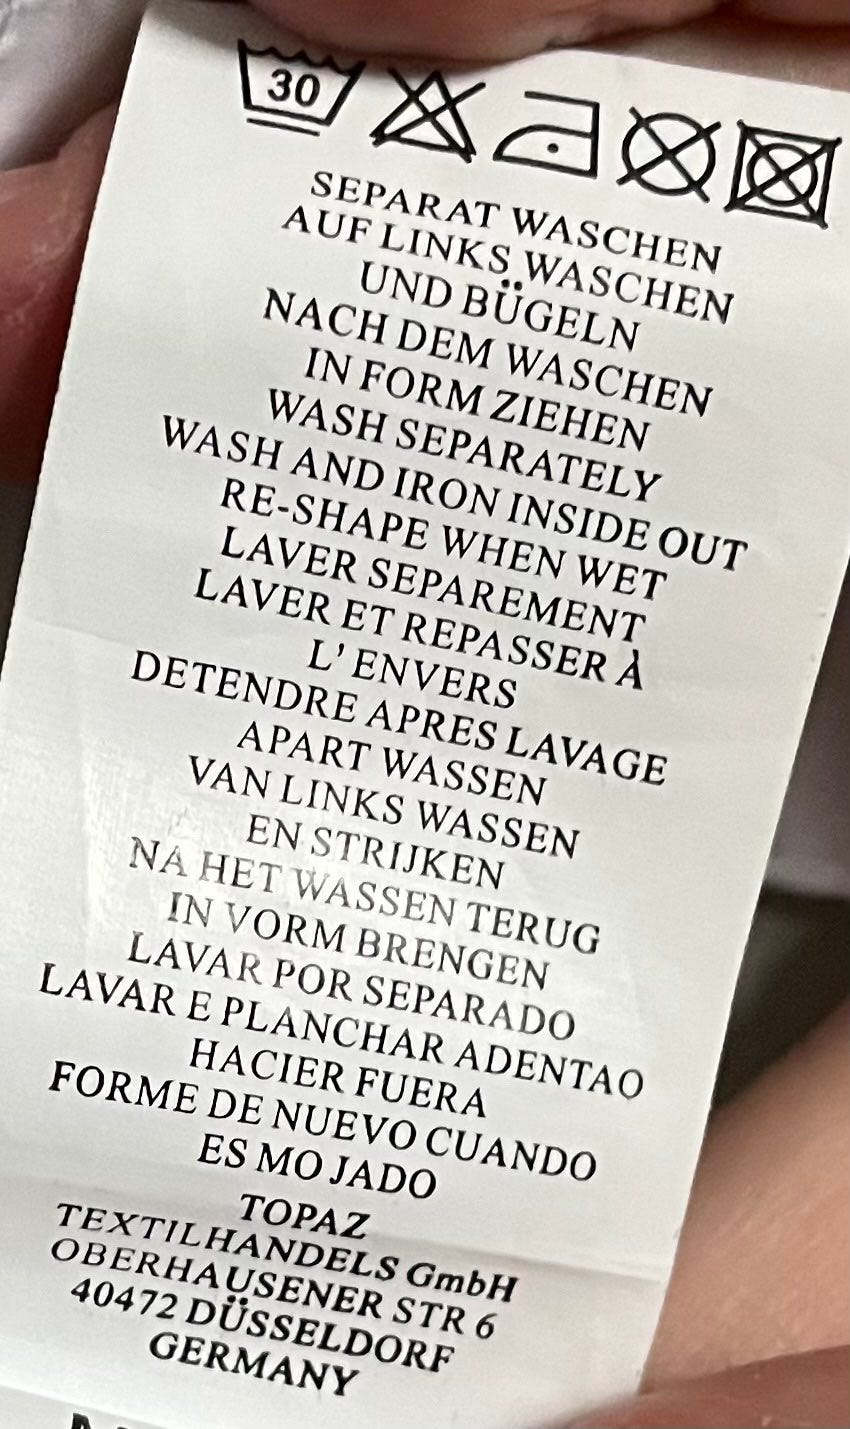 30
SEPARAT WASCHEN
AUF LINKS WASCHEN
UND BÜGELN
NACH DEM WASCHEN
IN FORM ZIEHEN
WASH SEPARATELY
WASH AND IRON INSIDE OUT
RE-SHAPE WHEN WET
LAVER SEPAREMENT
LAVER ET REPASSER À
L'ENVERS
DETENDRE APRES LAVAGE
APART WASSEN
VAN LINKS WASSEN
EN STRIJKEN
NA HET WASSEN TERUG
IN VORM BRENGEN
LAVAR POR SEPARADO
LAVAR E PLANCHAR ADENTAO
HACIER FUERA
FORME DE NUEVO CUANDO
ES MO JADO
TOPAZ
TEXTILHANDELS GmbH
OBERHAUSENER STR 6
40472 DÜSSELDORF
GERMANY